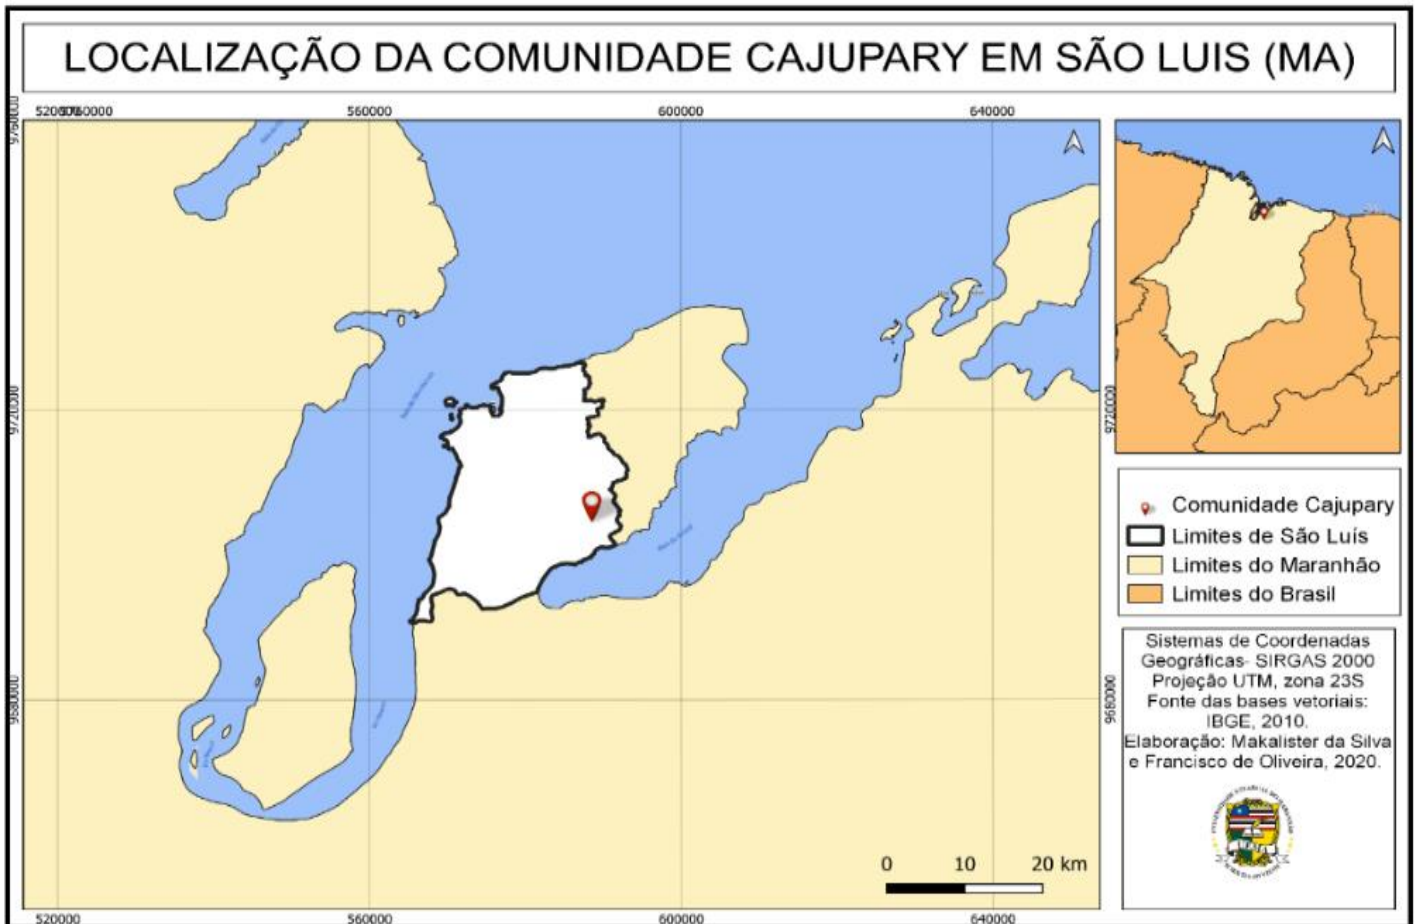 LOCALIZAÇÃO DA COMUNIDADE CAJUPARY EM SÃO LUIS (MA)
560000
600000
640000
9760000
9720000
9720000
9680000
9680000
520000
560000
600000
640000
0 10 20 km
Comunidade Cajupary
Limites de São Luís
Limites do Maranhão
Limites do Brasil
Sistemas de Coordenadas
Geográficas- SIRGAS 2000
Projeção UTM, zona 23S
Fonte das bases vetoriais:
IBGE, 2010.
Elaboração: Makalister da Silva
e Francisco de Oliveira, 2020.